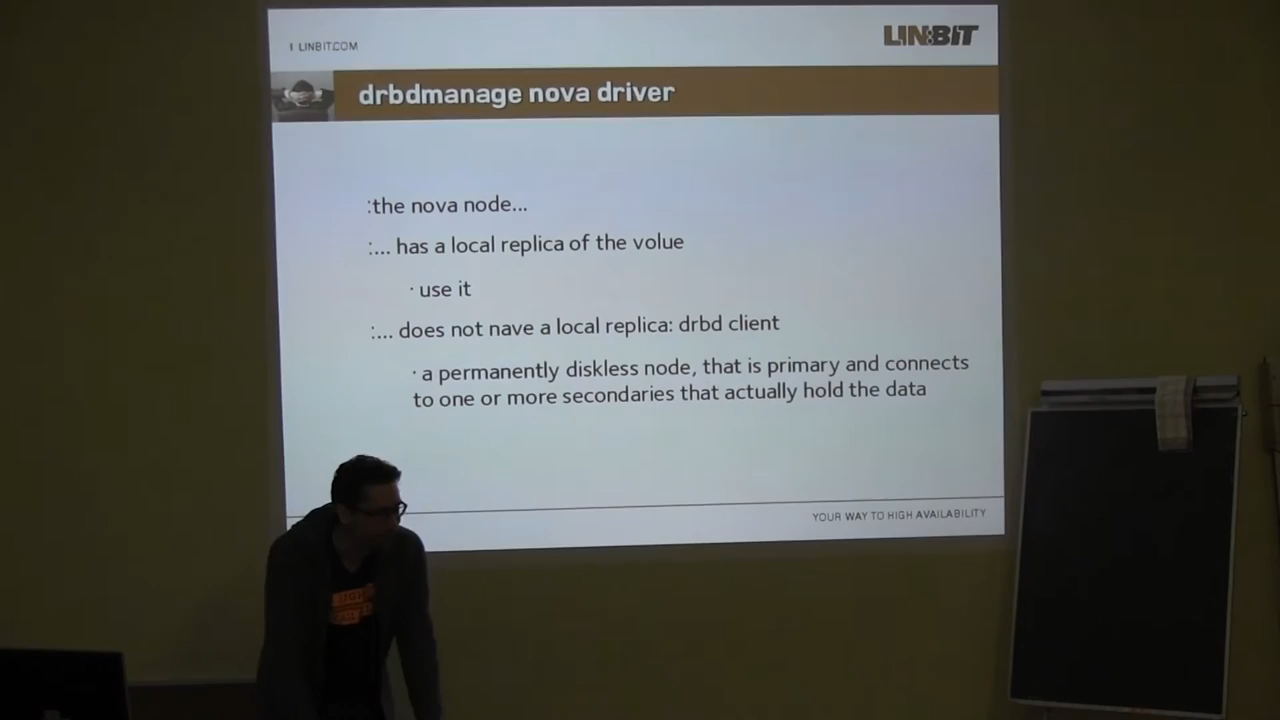 LINBIT.COM
LINBIT
drbdmanage nova driver
:the nova node...
:... has a local replica of the volue
· use it
:... does not nave a local replica: drbd client
· a permanently diskless node, that is primary and connects
to one or more secondaries that actually hold the data
YOUR WAY TO HIGH AVAILABILITY